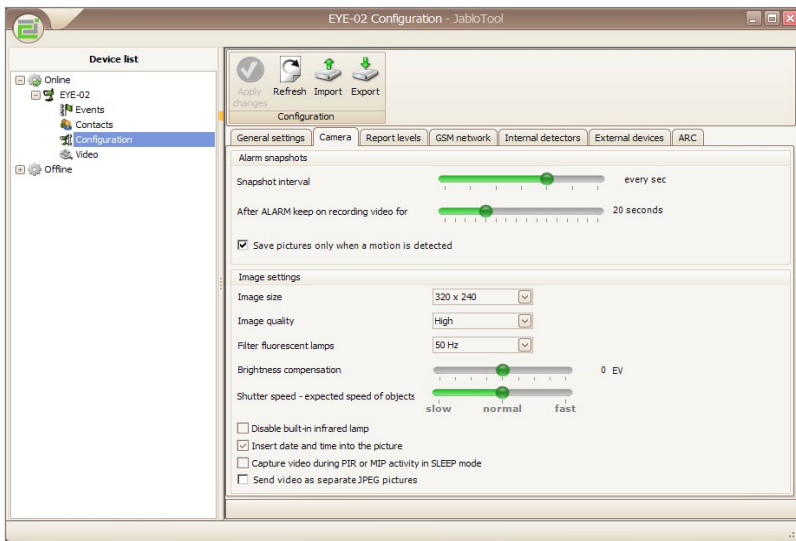 EYE-02 Configuration - JabloTool
Device list
Online
EYE-02
Events
Contacts
Configuration
Video
Offline
Apply changes
Refresh
Import
Export
Configuration
General settings
Camera
Report levels
GSM network
Internal detectors
External devices
ARC
Alarm snapshots
Snapshot interval
every sec
After ALARM keep on recording video for
20 seconds
Save pictures only when a motion is detected
Image settings
Image size
320 x 240
Image quality
High
Filter fluorescent lamps
50 Hz
Brightness compensation
0 EV
Shutter speed - expected speed of objects
slow normal fast
Disable built-in infrared lamp
Insert date and time into the picture
Capture video during PIR or MIP activity in SLEEP mode
Send video as separate JPEG pictures